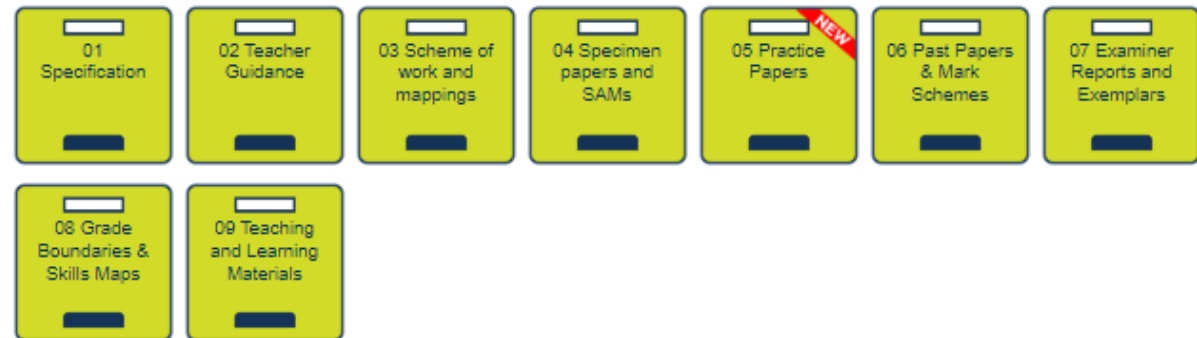 01
Specification
02 Teacher
Guidance
03 Scheme of
work and
mappings
04 Specimen
papers and
SAMs
05 Practice
Papers
NEW
06 Past Papers
& Mark
Schemes
07 Examiner
Reports and
Exemplars
08 Grade
Boundaries &
Skills Maps
09 Teaching
and Learning
Materials